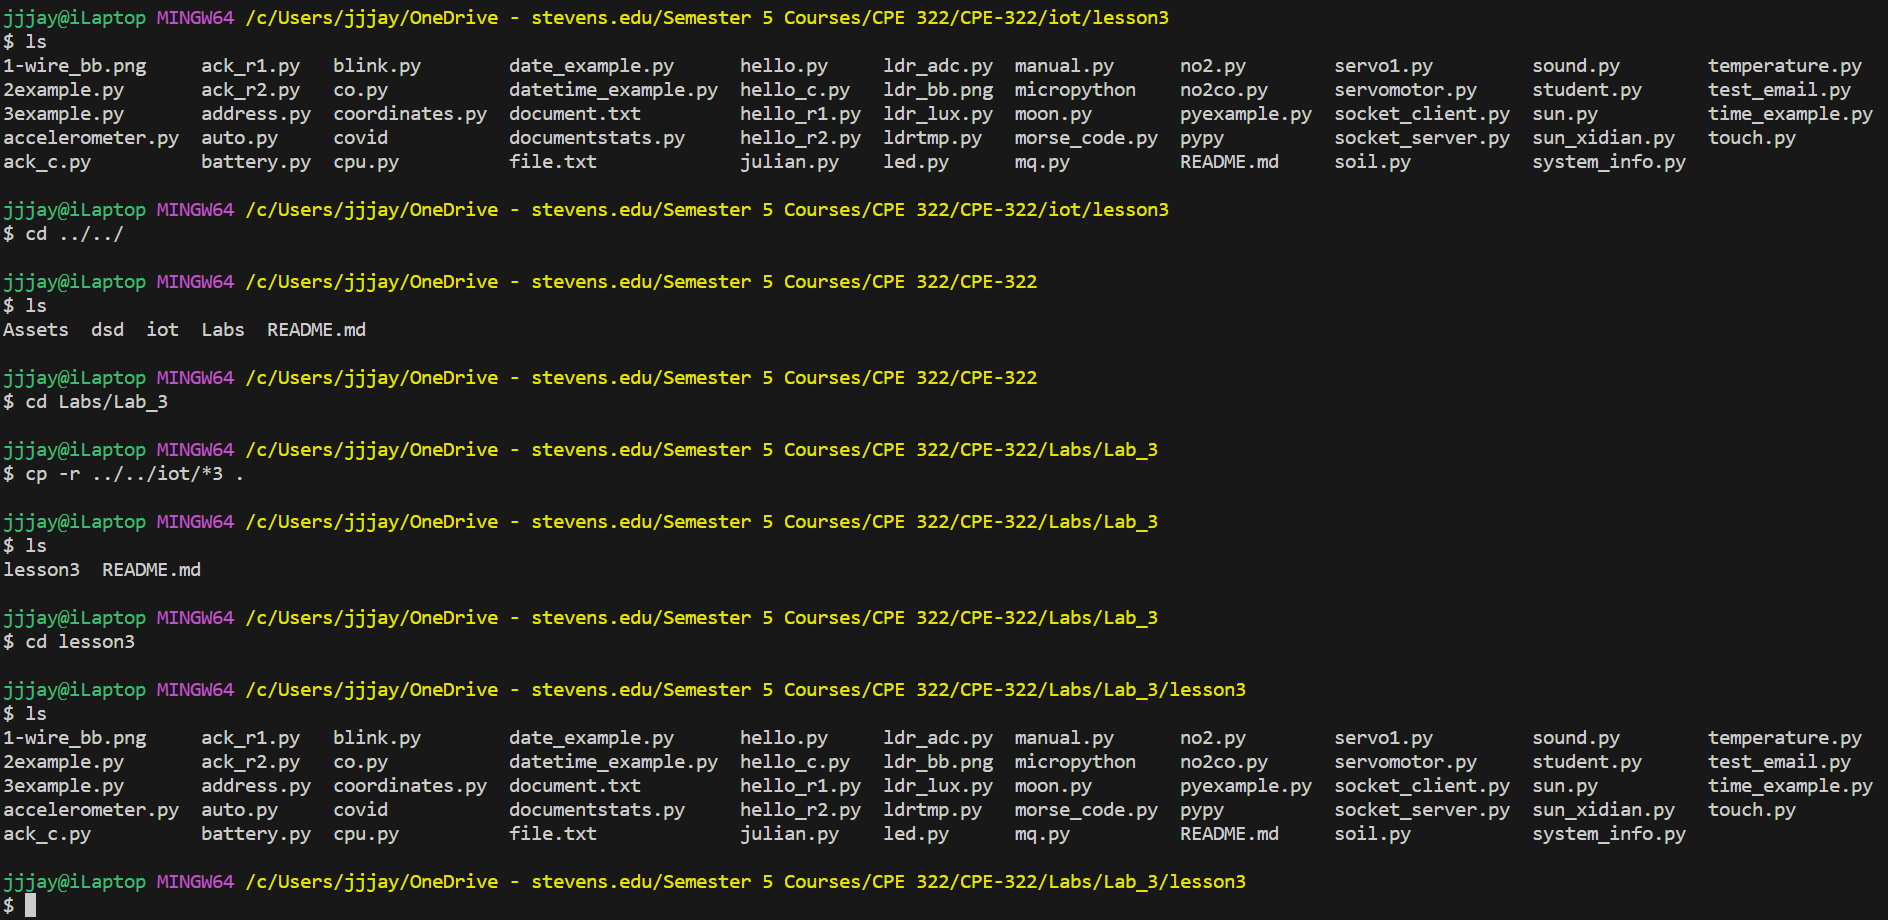 jjjay@iLaptop MINGW64 /c/Users/jjjay/OneDrive - stevens.edu/Semester 5 Courses/CPE 322/CPE-322/iot/lesson3
$ ls
1-wire_bb.png     ack_r1.py   blink.py        date_example.py      hello.py     ldr_adc.py  manual.py      no2.py        servo1.py         sound.py       temperature.py
2example.py       ack_r2.py   co.py           datetime_example.py  hello_c.py   ldr_bb.png  micropython    no2co.py      servomotor.py     student.py     test_email.py
3example.py       address.py  coordinates.py  document.txt         hello_r1.py  ldr_lux.py  moon.py        pyexample.py  socket_client.py  sun.py         time_example.py
accelerometer.py  auto.py     covid           documentstats.py     hello_r2.py  ldrtmp.py   morse_code.py  pypy          socket_server.py  sun_xidian.py  touch.py
ack_c.py          battery.py  cpu.py          file.txt             julian.py    led.py      mq.py          README.md     soil.py           system_info.py
jjjay@iLaptop MINGW64 /c/Users/jjjay/OneDrive - stevens.edu/Semester 5 Courses/CPE 322/CPE-322/iot/lesson3
$ cd ../../
jjjay@iLaptop MINGW64 /c/Users/jjjay/OneDrive - stevens.edu/Semester 5 Courses/CPE 322/CPE-322
$ ls
Assets  dsd  iot  Labs  README.md
jjjay@iLaptop MINGW64 /c/Users/jjjay/OneDrive - stevens.edu/Semester 5 Courses/CPE 322/CPE-322
$ cd Labs/Lab_3
jjjay@iLaptop MINGW64 /c/Users/jjjay/OneDrive - stevens.edu/Semester 5 Courses/CPE 322/CPE-322/Labs/Lab_3
$ cp -r ../../iot/*3 .
jjjay@iLaptop MINGW64 /c/Users/jjjay/OneDrive - stevens.edu/Semester 5 Courses/CPE 322/CPE-322/Labs/Lab_3
$ ls
lesson3  README.md
jjjay@iLaptop MINGW64 /c/Users/jjjay/OneDrive - stevens.edu/Semester 5 Courses/CPE 322/CPE-322/Labs/Lab_3
$ cd lesson3
jjjay@iLaptop MINGW64 /c/Users/jjjay/OneDrive - stevens.edu/Semester 5 Courses/CPE 322/CPE-322/Labs/Lab_3/lesson3
$ ls
1-wire_bb.png     ack_r1.py   blink.py        date_example.py      hello.py     ldr_adc.py  manual.py      no2.py        servo1.py         sound.py       temperature.py
2example.py       ack_r2.py   co.py           datetime_example.py  hello_c.py   ldr_bb.png  micropython    no2co.py      servomotor.py     student.py     test_email.py
3example.py       address.py  coordinates.py  document.txt         hello_r1.py  ldr_lux.py  moon.py        pyexample.py  socket_client.py  sun.py         time_example.py
accelerometer.py  auto.py     covid           documentstats.py     hello_r2.py  ldrtmp.py   morse_code.py  pypy          socket_server.py  sun_xidian.py  touch.py
ack_c.py          battery.py  cpu.py          file.txt             julian.py    led.py      mq.py          README.md     soil.py           system_info.py
jjjay@iLaptop MINGW64 /c/Users/jjjay/OneDrive - stevens.edu/Semester 5 Courses/CPE 322/CPE-322/Labs/Lab_3/lesson3
$